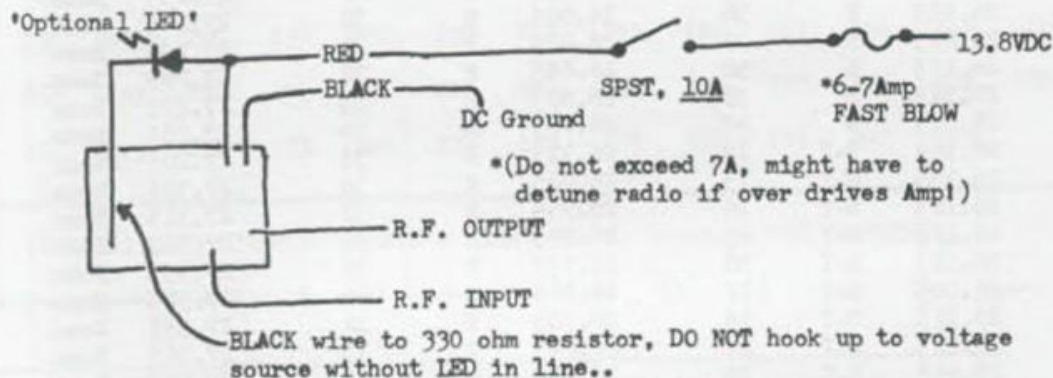 'Optional LED'
RED
13.8VDC
BLACK
SPST, 10A
*6-7Amp
FAST BLOW
DC Ground
*(Do not exceed 7A, might have to
detune radio if over drives Amp!)
R.F. OUTPUT
R.F. INPUT
BLACK wire to 330 ohm resistor, DO NOT hook up to voltage
source without LED in line..